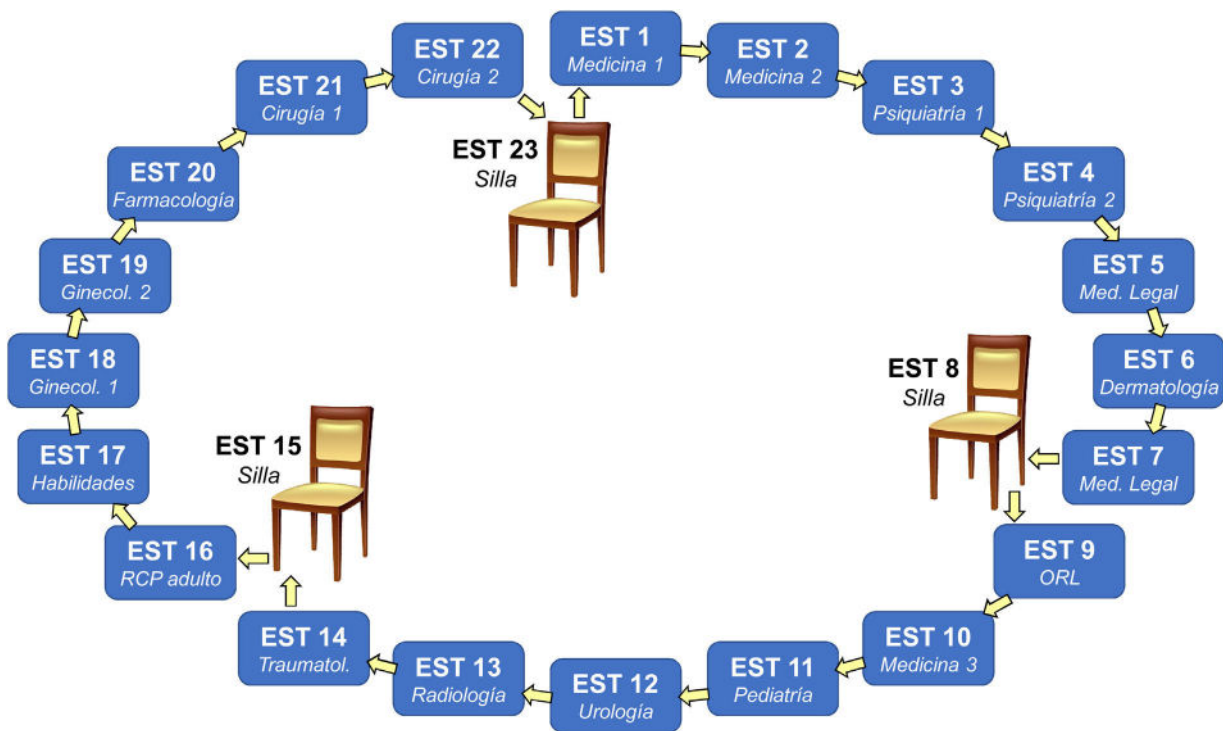 EST 1
Medicina 1
EST 2
Medicina 2
EST 3
Psiquiatría 1
EST 4
Psiquiatría 2
EST 5
Med. Legal
EST 6
Dermatología
EST 7
Med. Legal
EST 8
Silla
EST 9
ORL
EST 10
Medicina 3
EST 11
Pediatría
EST 12
Urología
EST 13
Radiología
EST 14
Traumatol.
EST 15
Silla
EST 16
RCP adulto
EST 17
Habilidades
EST 18
Ginecol. 1
EST 19
Ginecol. 2
EST 20
Farmacología
EST 21
Cirugía 1
EST 22
Cirugía 2
EST 23
Silla